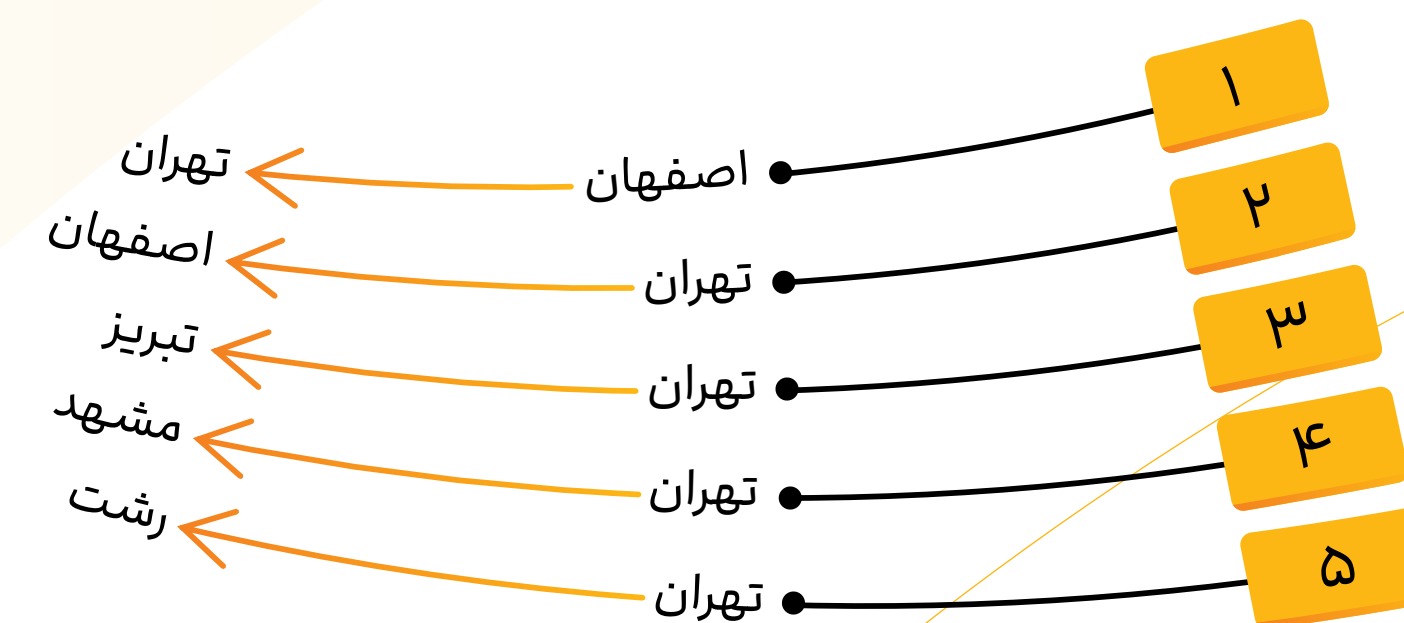 ۱ اصفهان تهران
۲ تهران اصفهان
۳ تهران تبریز
۴ تهران مشهد
۵ تهران رشت